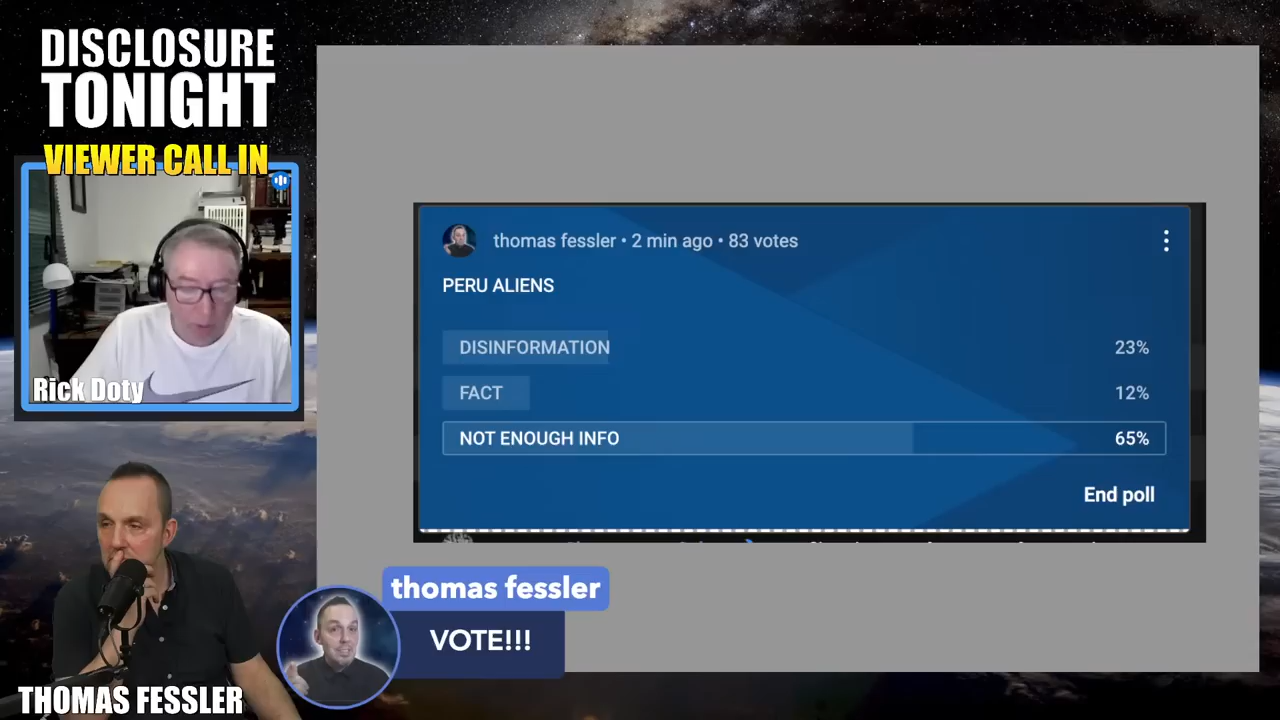 DISCLOSURE
TONIGHT
VIEWER CALL IN
Rick Doty
thomas fessler • 2 min ago • 83 votes
PERU ALIENS
DISINFORMATION 23%
FACT 12%
NOT ENOUGH INFO 65%
End poll
thomas fessler
VOTE!!!
THOMAS FESSLER